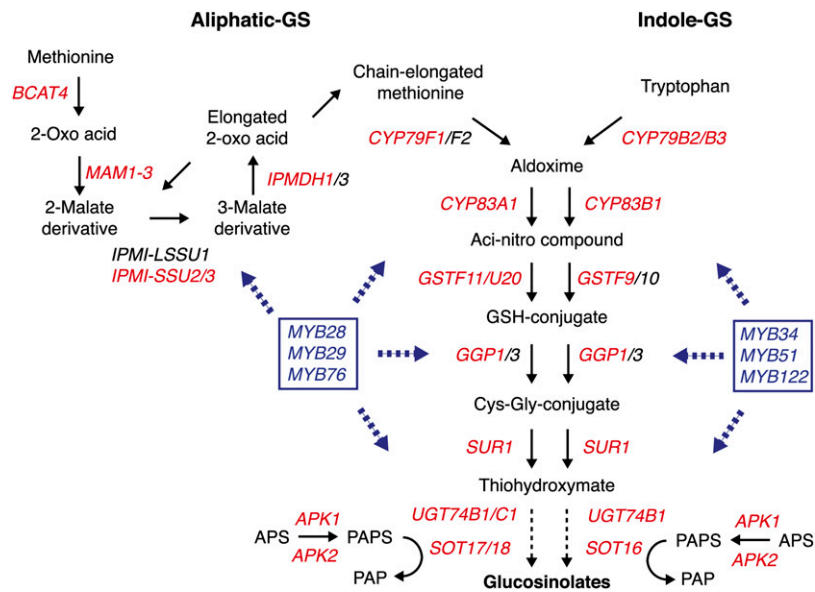 Aliphatic-GS
Indole-GS
Methionine
BCAT4
2-Oxo acid
MAM1-3
2-Malate
derivative
IPMI-LSSU1
IPMI-SSU2/3
3-Malate
derivative
IPMDH1/3
Elongated
2-oxo acid
Chain-elongated
methionine
Tryptophan
CYP79F1/F2
CYP79B2/B3
Aldoxime
CYP83A1
CYP83B1
Aci-nitro compound
GSTF11/U20
GSTF9/10
GSH-conjugate
MYB28
MYB29
MYB76
MYB34
MYB51
MYB122
GGP1/3
GGP1/3
Cys-Gly-conjugate
SUR1
SUR1
Thiohydroxymate
UGT74B1/C1
UGT74B1
APK1
APS
PAPS
APK2
SOT17/18
PAP
SOT16
APK1
PAPS
APS
APK2
PAP
Glucosinolates